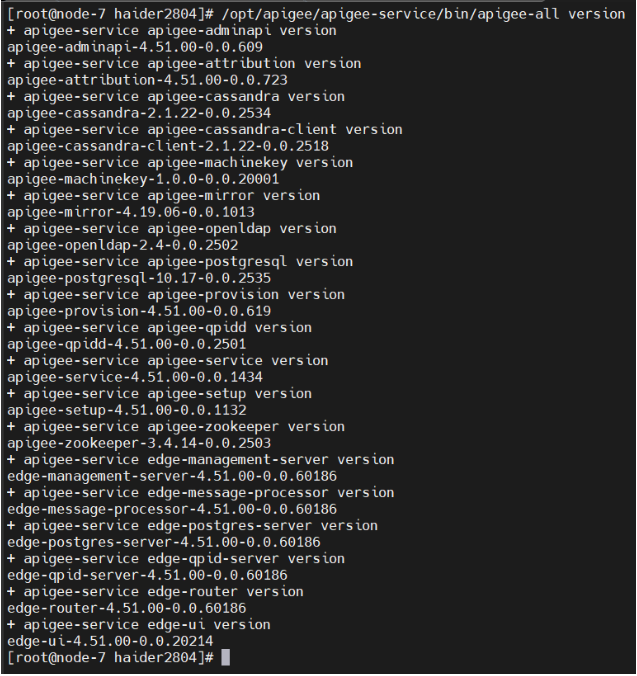 [root@node-7 haider2804]# /opt/apigee/apigee-service/bin/apigee-all version
+ apigee-service apigee-adminapi version
apigee-adminapi-4.51.00-0.0.609
+ apigee-service apigee-attribution version
apigee-attribution-4.51.00-0.0.723
+ apigee-service apigee-cassandra version
apigee-cassandra-2.1.22-0.0.2534
+ apigee-service apigee-cassandra-client version
apigee-cassandra-client-2.1.22-0.0.2518
+ apigee-service apigee-machinekey version
apigee-machinekey-1.0.0-0.0.20001
+ apigee-service apigee-mirror version
apigee-mirror-4.19.06-0.0.1013
+ apigee-service apigee-openldap version
apigee-openldap-2.4-0.0.2502
+ apigee-service apigee-postgresql version
apigee-postgresql-10.17-0.0.2535
+ apigee-service apigee-provision version
apigee-provision-4.51.00-0.0.619
+ apigee-service apigee-qpidd version
apigee-qpidd-4.51.00-0.0.2501
+ apigee-service apigee-service version
apigee-service-4.51.00-0.0.1434
+ apigee-service apigee-setup version
apigee-setup-4.51.00-0.0.1132
+ apigee-service apigee-zookeeper version
apigee-zookeeper-3.4.14-0.0.2503
+ apigee-service edge-management-server version
edge-management-server-4.51.00-0.0.60186
+ apigee-service edge-message-processor version
edge-message-processor-4.51.00-0.0.60186
+ apigee-service edge-postgres-server version
edge-postgres-server-4.51.00-0.0.60186
+ apigee-service edge-qpid-server version
edge-qpid-server-4.51.00-0.0.60186
+ apigee-service edge-router version
edge-router-4.51.00-0.0.60186
+ apigee-service edge-ui version
edge-ui-4.51.00-0.0.20214
[root@node-7 haider2804]#